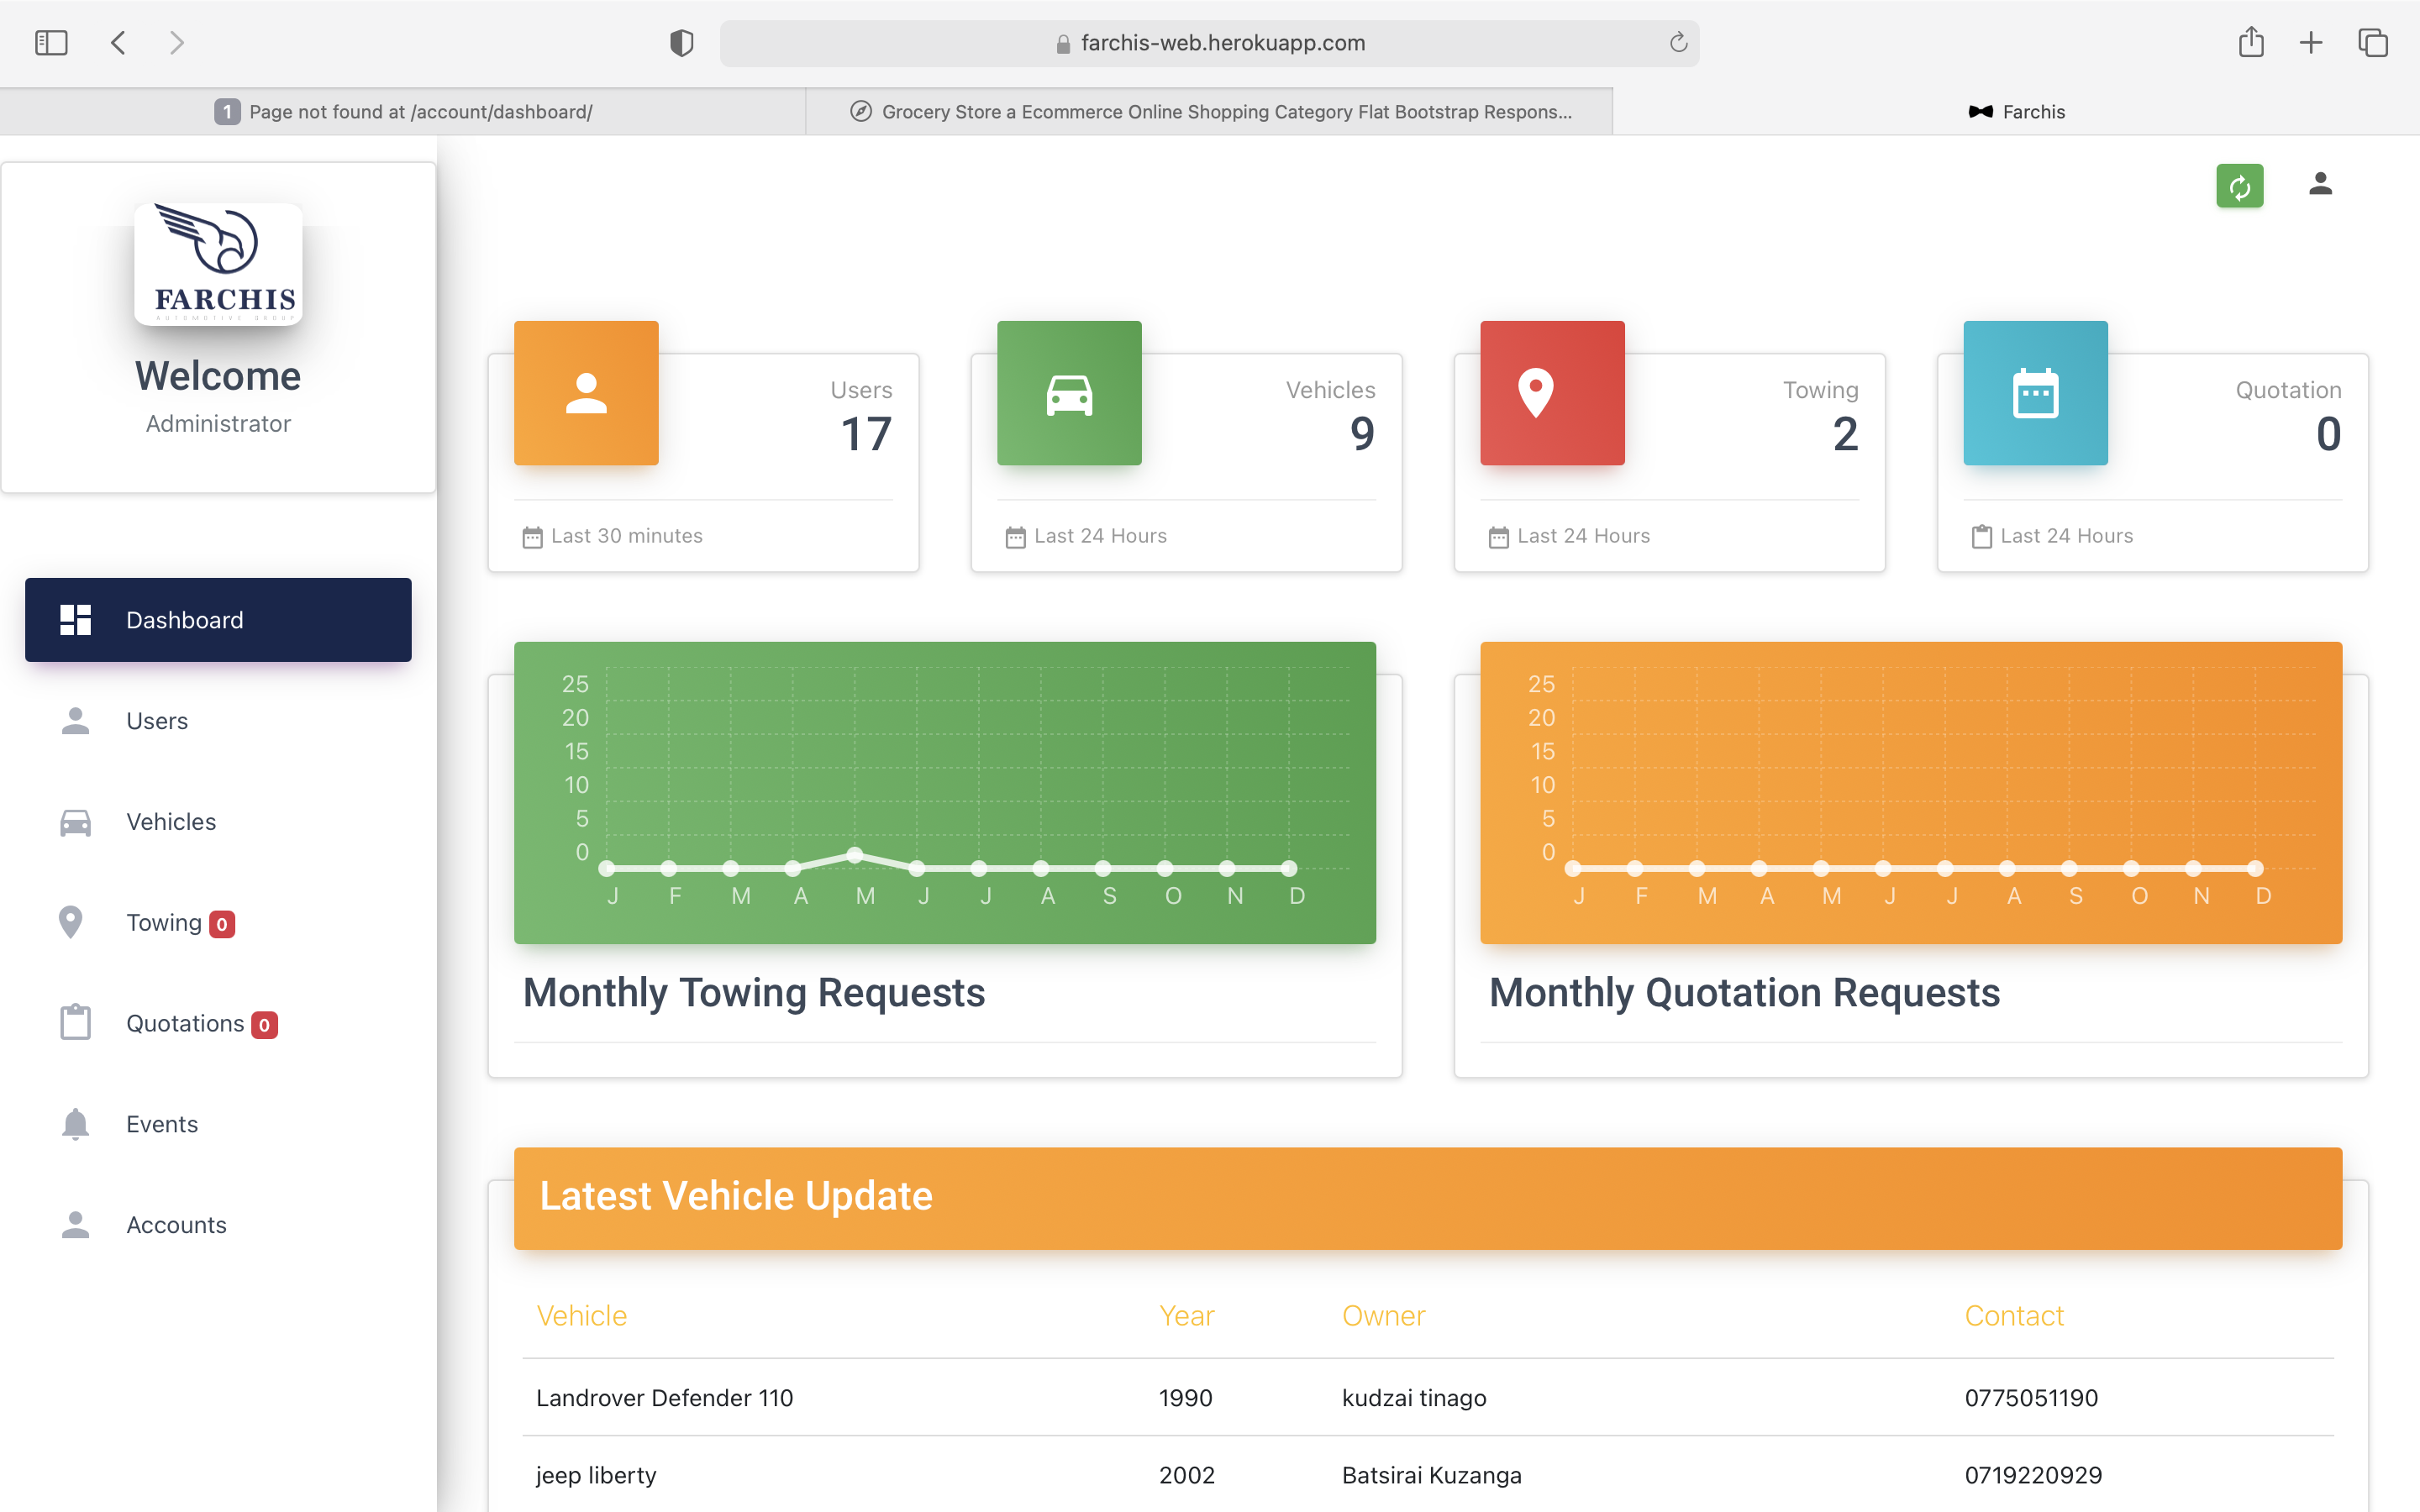 farchis-web.herokuapp.com
1 Page not found at /account/dashboard/
Grocery Store a Ecommerce Online Shopping Category Flat Bootstrap Respons...
Farchis
FARCHIS
AUTOMOTIVE GROUP
Welcome
Administrator
Dashboard
Users
Vehicles
Towing 0
Quotations 0
Events
Accounts
Users
17
Last 30 minutes
Vehicles
9
Last 24 Hours
Towing
2
Last 24 Hours
Quotation
0
Last 24 Hours
25
20
15
10
5
0
J F M A M J J A S O N D
Monthly Towing Requests
25
20
15
10
5
0
J F M A M J J A S O N D
Monthly Quotation Requests
Latest Vehicle Update
Vehicle Year Owner Contact
Landrover Defender 110 1990 kudzai tinago 0775051190
jeep liberty 2002 Batsirai Kuzanga 0719220929